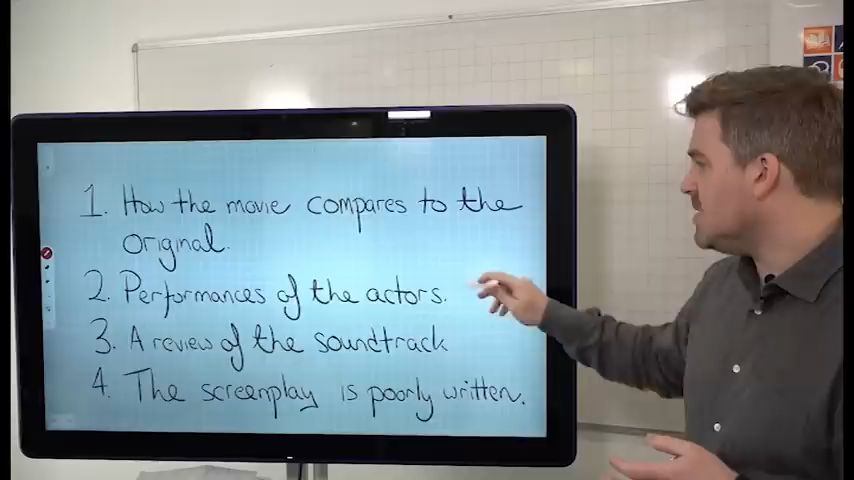 1. How the movie compares to the
original.
2. Performances of the actors.
3. A review of the soundtrack
4. The screenplay is poorly written.